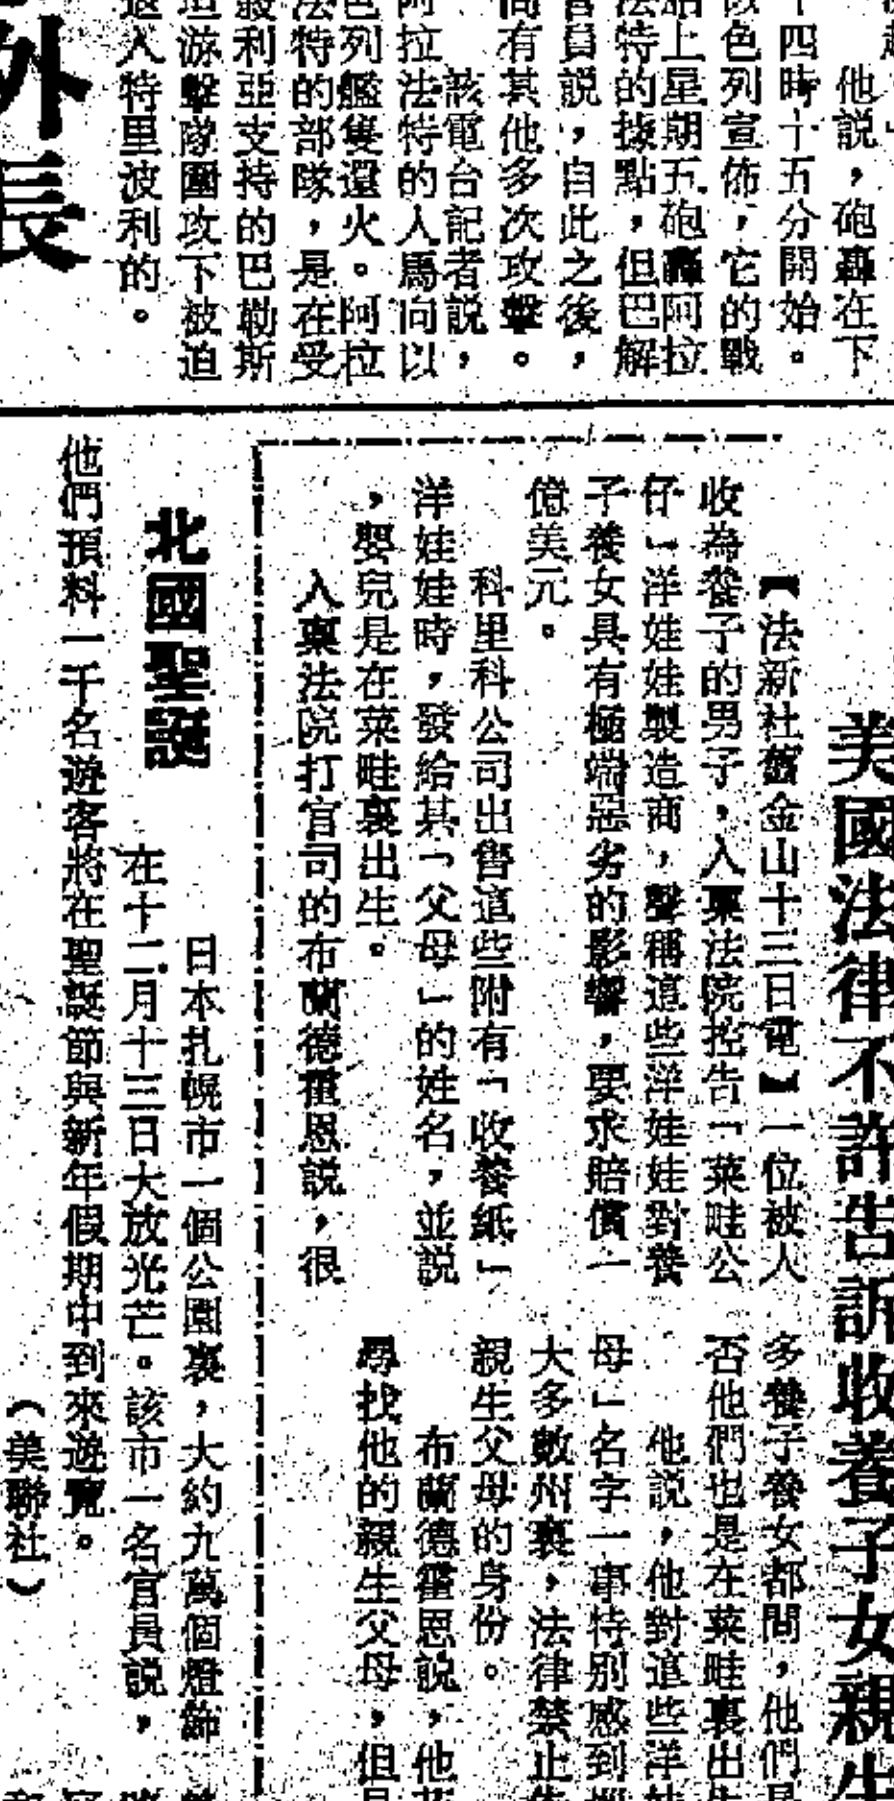 他說，砲轟在下
十四時十五分開始。
以色列宣佈，它的戰
船上星期五砲轟阿拉
法特的據點，但巴解
官員說，自此之後，
尚有其他多次攻擊。
該電台記者說，
阿拉法特的人馬向以
色列艦隻還火。阿拉
法特的部隊，是在受
敍利亞支持的巴勒斯
坦游擊隊圍攻下被迫
退入特里波利的。
外長
美國法律不許告訴收養子女親生
【法新社舊金山十三日電】一位被人
收為養子的男子，入稟法院控告「菜畦公
仔」洋娃娃製造商，聲稱這些洋娃娃對養
子養女具有極端惡劣的影響，要求賠償一
億美元。
科里科公司出售這些附有「收養紙」
洋娃娃時，發給其「父母」的姓名，並說
，嬰兒是在菜畦裏出生。
入稟法院打官司的布蘭德霍恩說，很
多養子養女都問，他們是
否他們也是在菜畦裏出生
他說，他對這些洋娃
母」名字一事特別感到
大多數州裏，法律禁止
親生父母的身份。
布蘭德霍恩說，他
尋找他的親生父母，但
北國聖誕
日本扎幌市一個公園裏，大約九萬個燈飾
在十二月十三日大放光芒。該市一名官員說，
他們預料一千名遊客將在聖誕節與新年假期中到來遊覽。
（美聯社）